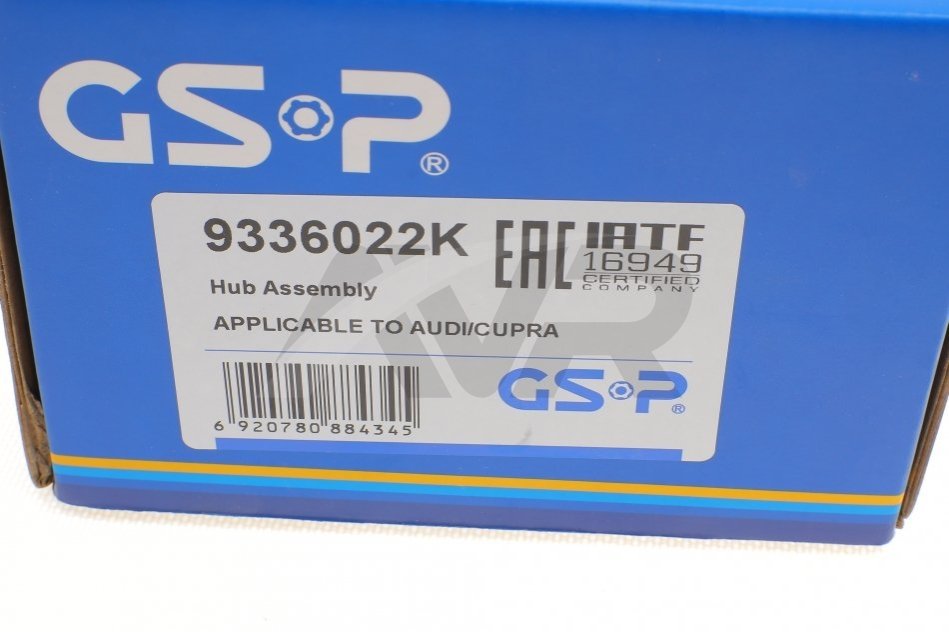 GSP®
9336022K
EAC
IATF
16949
CERTIFIED
COMPANY
Hub Assembly
APPLICABLE TO AUDI/CUPRA
GSP®
6 920780 884345